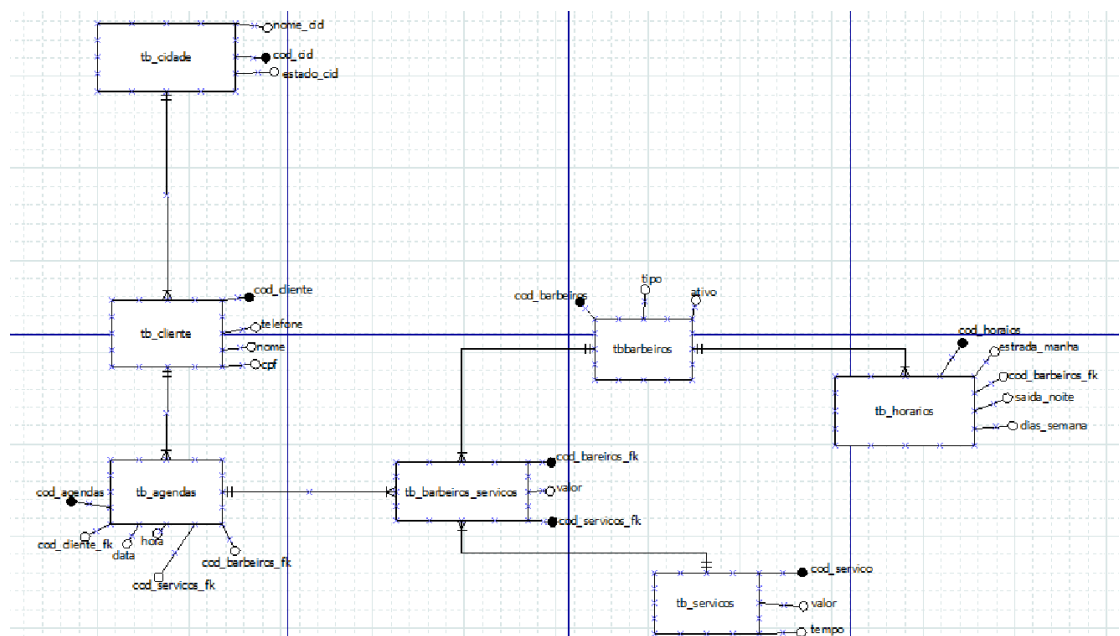 nome_cid
tb_cidade
cod_cid
estado_cid
cod_cliente
telefone
tb_cliente
nome
cpf
tipo
cod_barbeiros
ativo
tbbarbeiros
cod_horaios
estrada_manha
cod_barbeiros_fk
saida_noite
tb_horarios
dias_semana
cod_bareiros_fk
cod_agendas
tb_agendas
tb_barbeiros_servicos
valor
cod_servicos_fk
cod_cliente_fk
data
hora
cod_barbeiros_fk
cod_servicos_fk
cod_servico
tb_servicos
valor
tempo